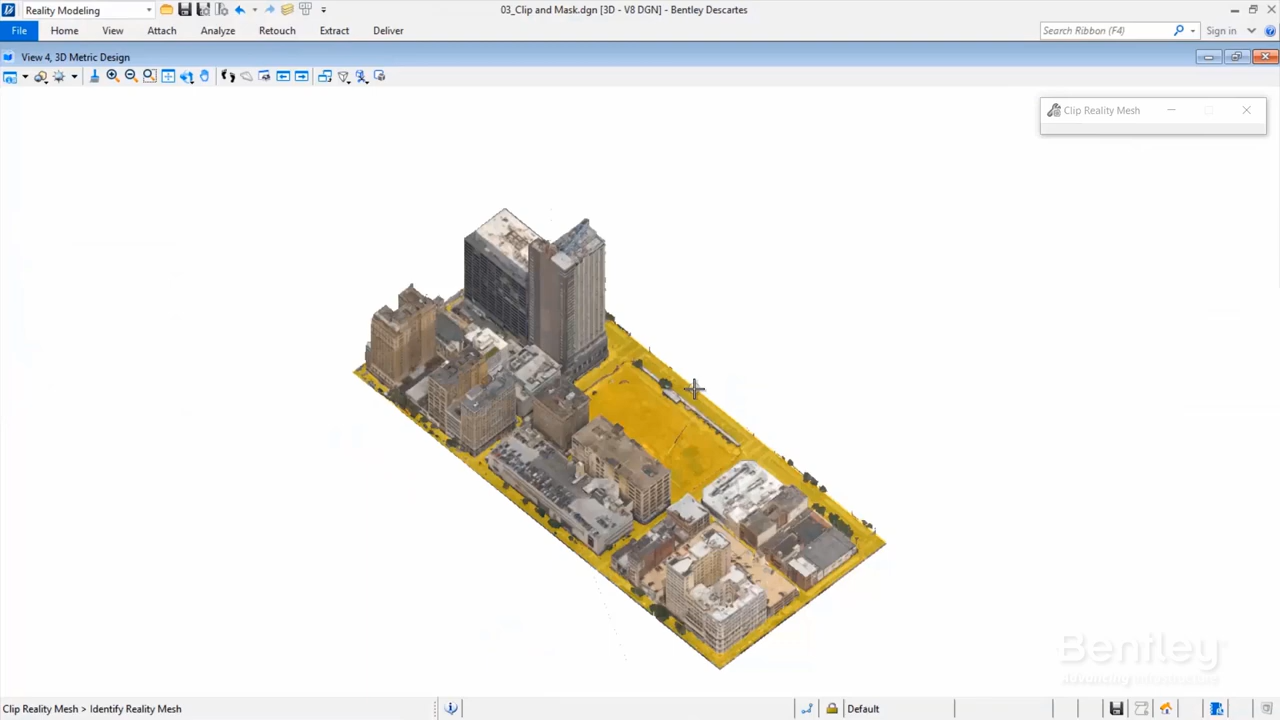 Reality Modeling
03_Clip and Mask.dgn [3D - V8 DGN] - Bentley Descartes
File
Home
View
Attach
Analyze
Retouch
Extract
Deliver
Search Ribbon (F4)
Sign in
View 4, 3D Metric Design
Clip Reality Mesh
Bentley
Advancing Infrastructure
Clip Reality Mesh > Identify Reality Mesh
Default